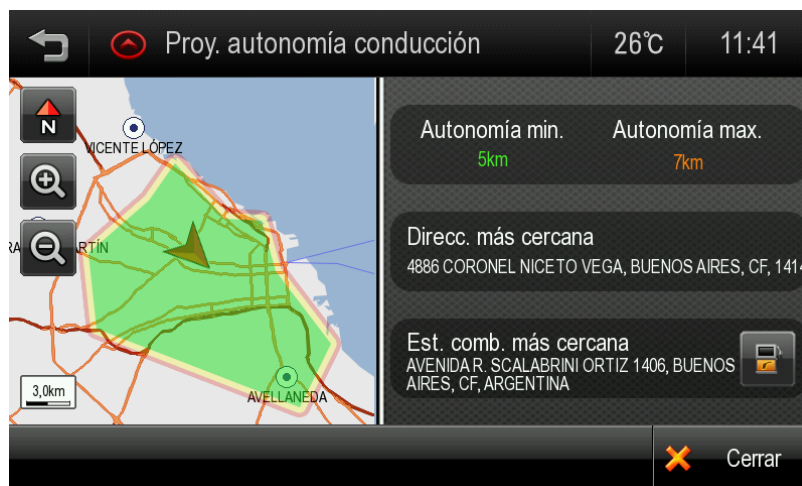 Proy. autonomía conducción
26℃
11:41
N
VICENTE LÓPEZ
RTÍN
3,0km
AVELLANEDA
Autonomía min.
Autonomía max.
5km
7km
Direcc. más cercana
4886 CORONEL NICETO VEGA, BUENOS AIRES, CF, 141
Est. comb. más cercana
AVENIDA R. SCALABRINI ORTIZ 1406, BUENOS
AIRES, CF, ARGENTINA
Cerrar